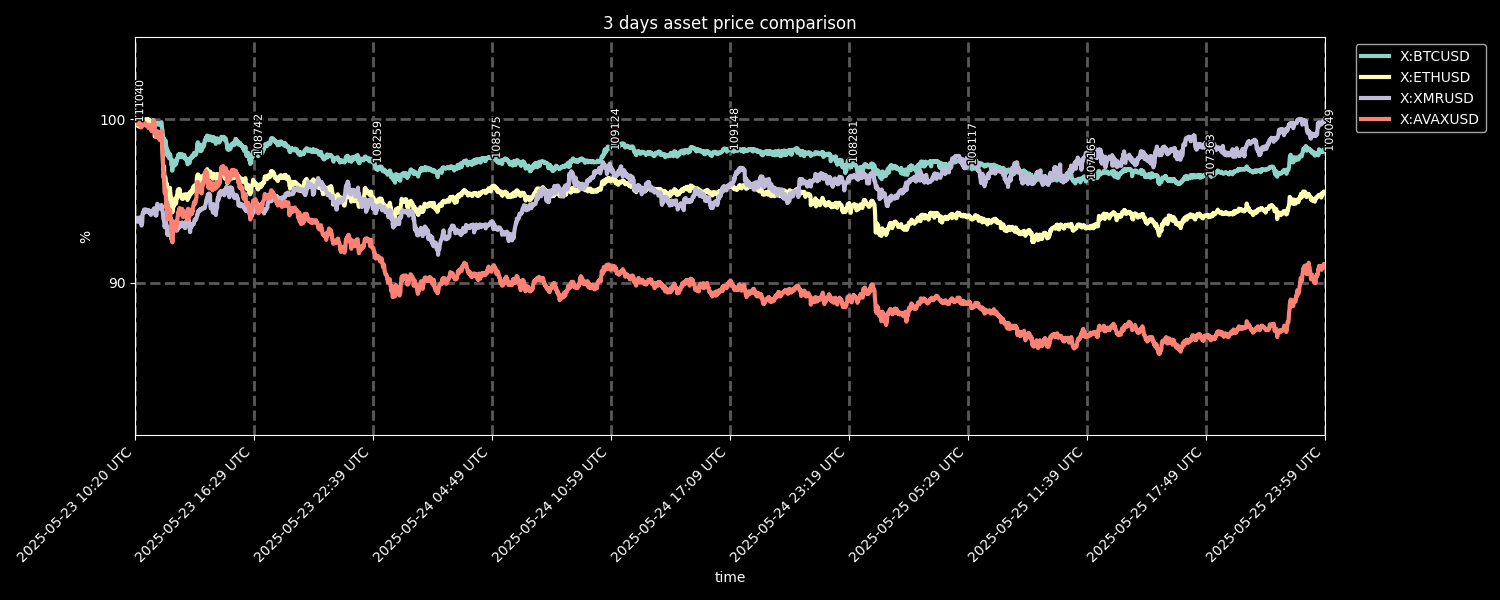 3 days asset price comparison
X:BTCUSD
X:ETHUSD
X:XMRUSD
X:AVAXUSD
100
90
%
111040
108742
108259
108575
109124
109148
108281
108117
107165
107363
109049
2025-05-23 10:20 UTC
2025-05-23 16:29 UTC
2025-05-23 22:39 UTC
2025-05-24 04:49 UTC
2025-05-24 10:59 UTC
2025-05-24 17:09 UTC
2025-05-24 23:19 UTC
2025-05-25 05:29 UTC
2025-05-25 11:39 UTC
2025-05-25 17:49 UTC
2025-05-25 23:59 UTC
time